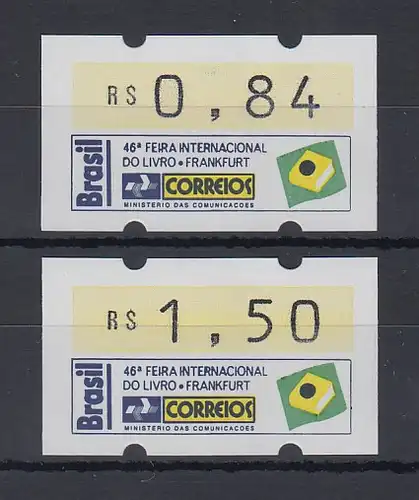 R$ 0,84
Brasil
46ª FEIRA INTERNACIONAL
DO LIVRO • FRANKFURT
CORREIOS
MINISTERIO DAS COMUNICACOES
R$ 1,50
Brasil
46ª FEIRA INTERNACIONAL
DO LIVRO • FRANKFURT
CORREIOS
MINISTERIO DAS COMUNICACOES